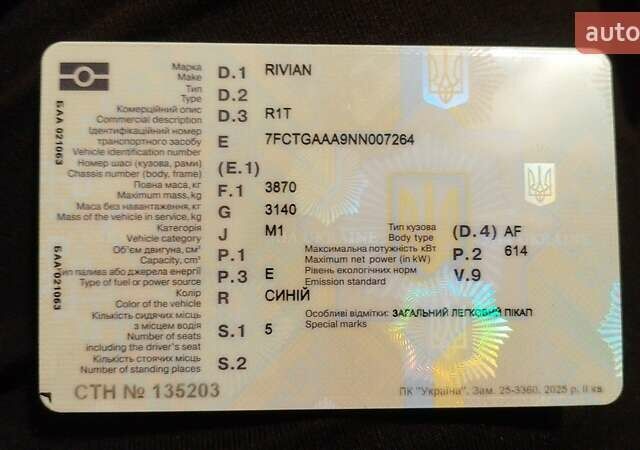 auto
Марка
Make D.1 RIVIAN
Тип
Type D.2
Комерційний опис
Commercial description D.3 R1T
Ідентифікаційний номер
транспортного засобу
Vehicle identification number E 7FCTGAAA9NN007264
Номер шасі (кузова, рами)
Chassis number (body, frame) (E.1)
Повна маса, кг
Maximum mass, kg F.1 3870
Маса без навантаження, кг
Mass of the vehicle in service, kg G 3140
Категорія
Vehicle category J M1
Тип кузова
Body type (D.4) AF
Об'єм двигуна, см³
Capacity, cm³ P.1
Максимальна потужність кВт
Maximum net power (in kW) P.2 614
Тип палива або джерела енергії
Type of fuel or power source P.3 E
Рівень екологічних норм
Emission standard V.9
Колір
Color of the vehicle R СИНІЙ
Особливі відмітки: ЗАГАЛЬНИЙ ЛЕГКОВИЙ ПІКАП
Special marks
Кількість сидячих місць
з місцем водія
Number of seats
including the driver's seat S.1 5
Кількість стоячих місць
Number of standing places S.2
СТН № 135203
ПК "Україна". Зам. 25-3360. 2025 р. II кв.
БАА 021063
БАА 021063